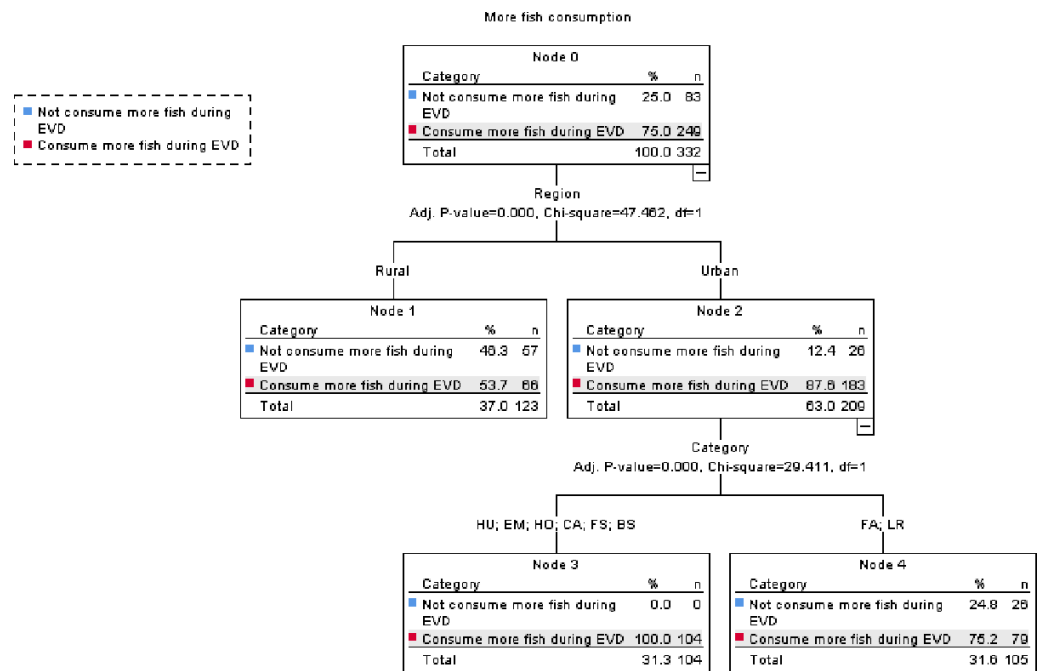 More fish consumption
Not consume more fish during
EVD
Consume more fish during EVD
Node 0
Category % n
Not consume more fish during 25.0 83
EVD
Consume more fish during EVD 75.0 249
Total 100.0 332
Region
Adj. P-value=0.000, Chi-square=47.462, df=1
Rural
Urban
Node 1
Category % n
Not consume more fish during 46.3 57
EVD
Consume more fish during EVD 53.7 66
Total 37.0 123
Node 2
Category % n
Not consume more fish during 12.4 26
EVD
Consume more fish during EVD 87.6 183
Total 63.0 209
Category
Adj. P-value=0.000, Chi-square=29.411, df=1
HU; EM; HO; CA; FS; BS
FA; LR
Node 3
Category % n
Not consume more fish during 0.0 0
EVD
Consume more fish during EVD 100.0 104
Total 31.3 104
Node 4
Category % n
Not consume more fish during 24.8 26
EVD
Consume more fish during EVD 75.2 79
Total 31.6 105